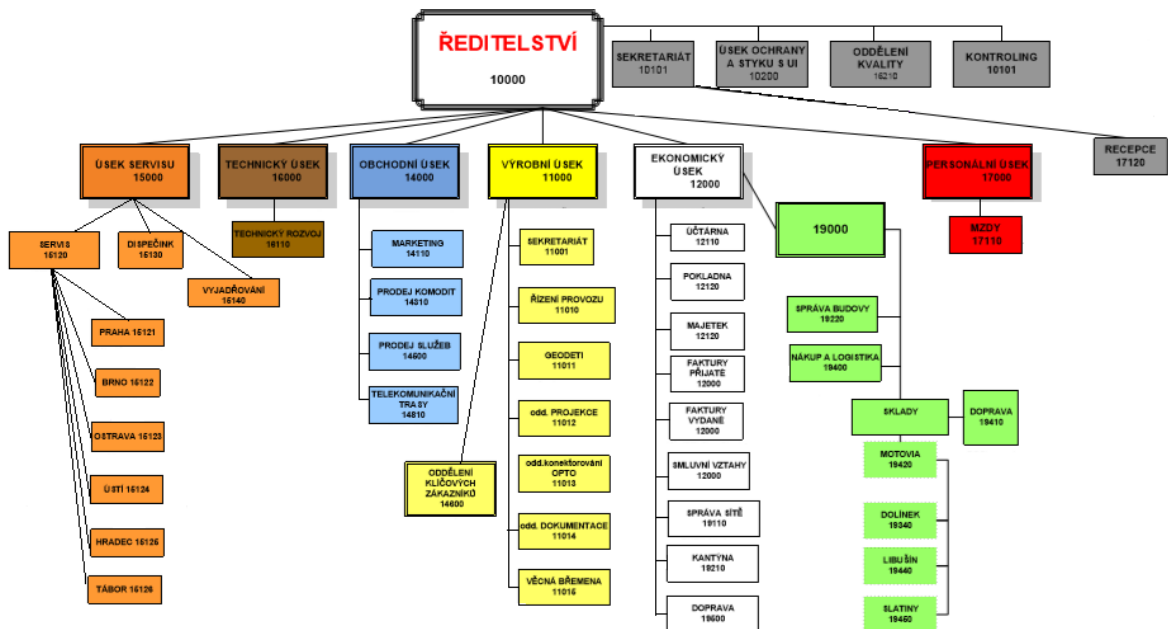 ŘEDITELSTVÍ
10000
SEKRETARIÁT
10101
ÚSEK OCHRANY
A STYKU S UI
10200
ODDĚLENÍ
KVALITY
15210
KONTROLING
10101
RECEPCE
17120
ÚSEK SERVISU
15000
TECHNICKÝ ÚSEK
16000
OBCHODNÍ ÚSEK
14000
VÝROBNÍ ÚSEK
11000
EKONOMICKÝ
ÚSEK
12000
PERSONALNÍ ÚSEK
17000
SERVIS
15120
DISPEČINK
15130
VYJADŘOVÁNÍ
15140
PRAHA 15121
BRNO 15122
OSTRAVA 15123
ÚSTÍ 15124
HRADEC 15125
TÁBOR 15126
TECHNICKÝ ROZVOJ
16110
MARKETING
14110
PRODEJ KOMODIT
14310
PRODEJ SLUŽEB
14500
TELEKOMUNIKAČNÍ
TRASY
14810
ODDĚLENÍ
KLÍČOVÝCH
ZÁKAZNÍKŮ
14600
SEKRETARIÁT
11001
ŘÍZENÍ PROVOZU
11010
GEODETI
11011
odd. PROJEKCE
11012
odd.konektorování
OPTO
11013
odd. DOKUMENTACE
11014
VĚCNÁ BŘEMENA
11015
ÚČTÁRNA
12110
POKLADNA
12120
MAJETEK
12120
FAKTURY
PŘIJATÉ
12000
FAKTURY
VYDANÉ
12000
SMLUVNÍ VZTAHY
12000
SPRÁVA SÍTĚ
19110
KANTÝNA
19210
DOPRAVA
19500
19000
SPRÁVA BUDOVY
19220
NÁKUP A LOGISTIKA
19400
SKLADY
DOPRAVA
19410
MOTOVIA
19420
DOLÍNEK
19340
LIBUŠÍN
19440
SLATINY
19450
MZDY
17110